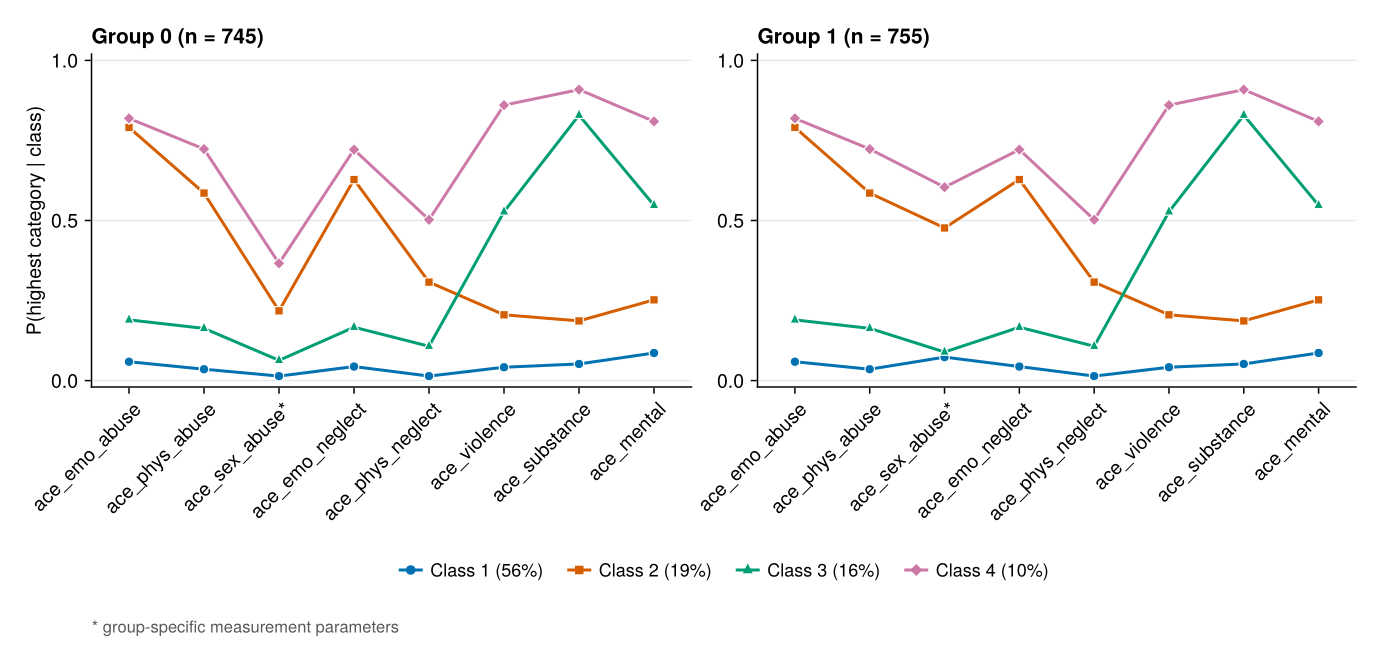 Group 0 (n = 745)
Group 1 (n = 755)
P(highest category | class)
1.0
0.5
0.0
ace_emo_abuse
ace_phys_abuse
ace_sex_abuse*
ace_emo_neglect
ace_phys_neglect
ace_violence
ace_substance
ace_mental
1.0
0.5
0.0
ace_emo_abuse
ace_phys_abuse
ace_sex_abuse*
ace_emo_neglect
ace_phys_neglect
ace_violence
ace_substance
ace_mental
Class 1 (56%) Class 2 (19%) Class 3 (16%) Class 4 (10%)
* group-specific measurement parameters